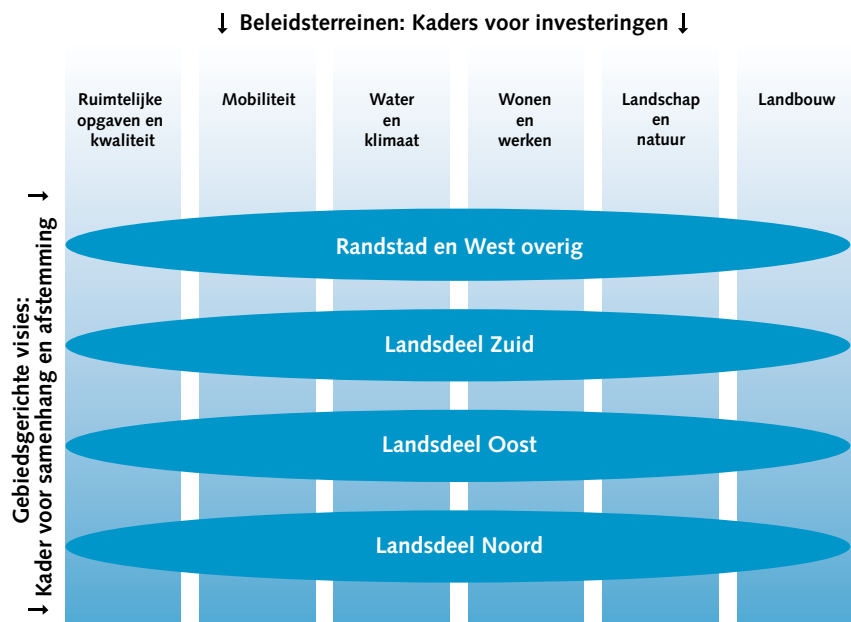 ↓ Beleidsterreinen: Kaders voor investeringen ↓
Ruimtelijke
opgaven en
kwaliteit
Mobiliteit
Water
en
klimaat
Wonen
en
werken
Landschap
en
natuur
Landbouw
Gebiedsgerichte visies:
↓ Kader voor samenhang en afstemming ↓
Randstad en West overig
Landsdeel Zuid
Landsdeel Oost
Landsdeel Noord